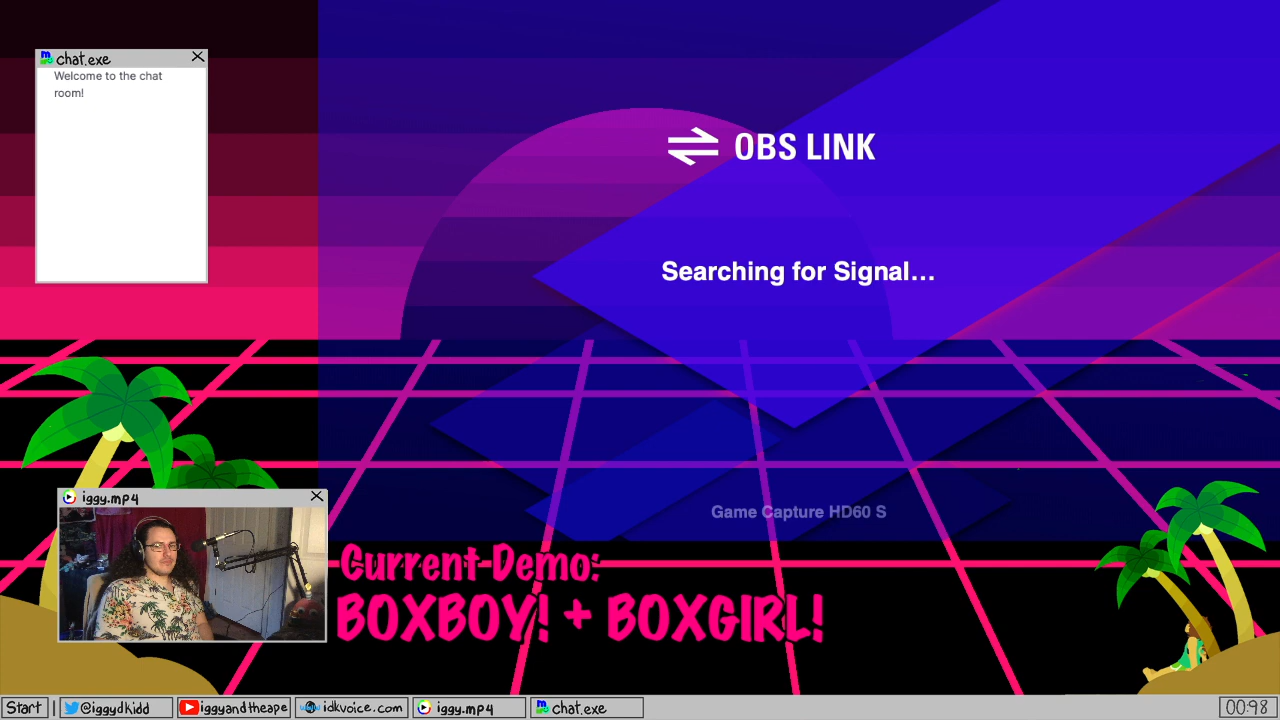 chat.exe
Welcome to the chat
room!
OBS LINK
Searching for Signal...
Game Capture HD60 S
iggy.mp4
Current Demo:
BOXBOY! + BOXGIRL!
Start | @iggydkidd iggyandtheape www idkvoice.com iggy.mp4 chat.exe 00:98